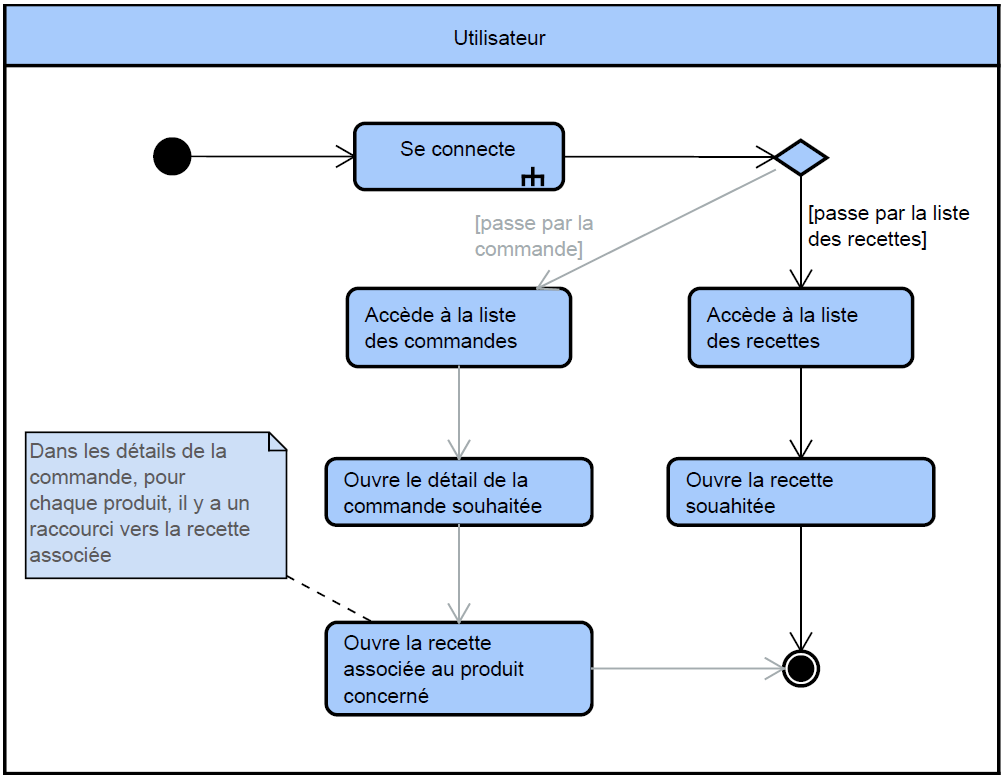 Utilisateur
Se connecte
[passe par la
commande]
[passe par la liste
des recettes]
Accède à la liste
des commandes
Accède à la liste
des recettes
Dans les détails de la
commande, pour
chaque produit, il y a un
raccourci vers la recette
associée
Ouvre le détail de la
commande souhaitée
Ouvre la recette
souahitée
Ouvre la recette
associée au produit
concerné